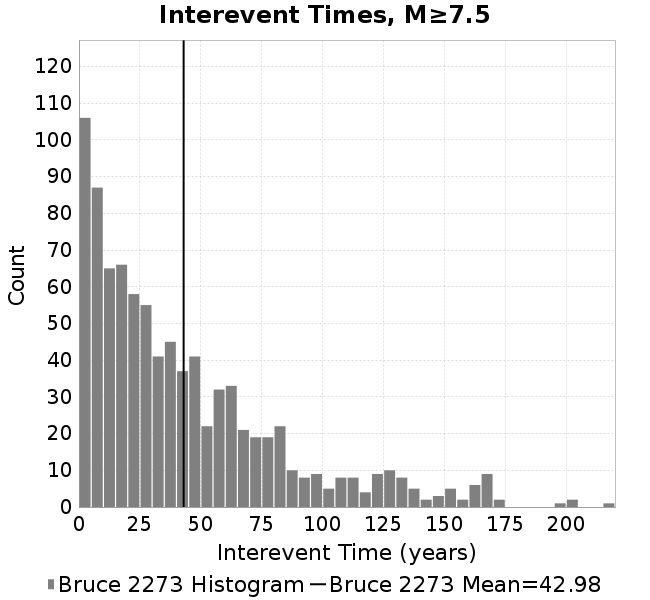 Interevent Times, M≥7.5
120
110
100
90
80
70
60
50
40
30
20
10
0
Count
0 25 50 75 100 125 150 175 200
Interevent Time (years)
Bruce 2273 Histogram Bruce 2273 Mean=42.98